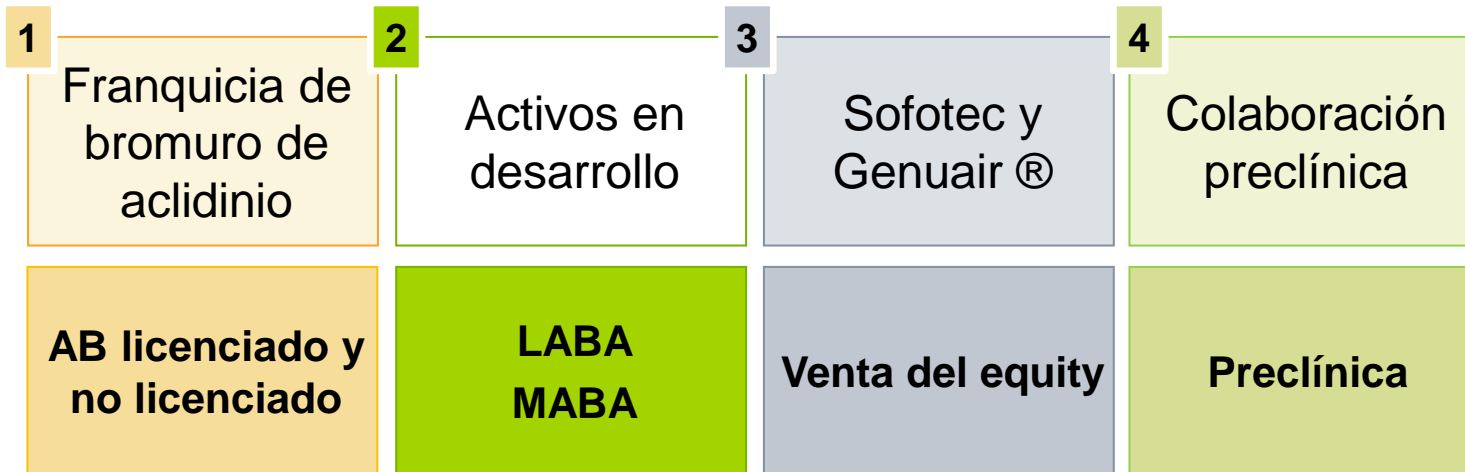 1
Franquicia de
bromuro de
aclidinio
2
Activos en
desarrollo
3
Sofotec y
Genuair ®
4
Colaboración
preclínica
AB licenciado y
no licenciado
LABA
MABA
Venta del equity
Preclínica